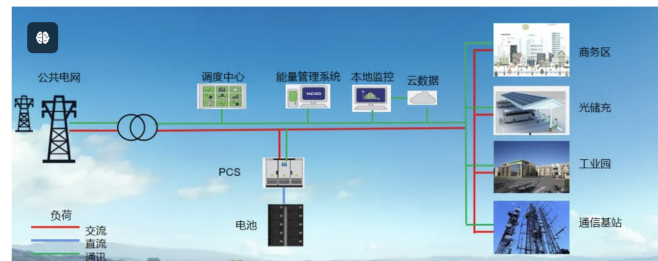 公共电网
调度中心
能量管理系统
本地监控
云数据
商务区
光储充
工业园
通信基站
PCS
电池
负荷
交流
直流
通讯